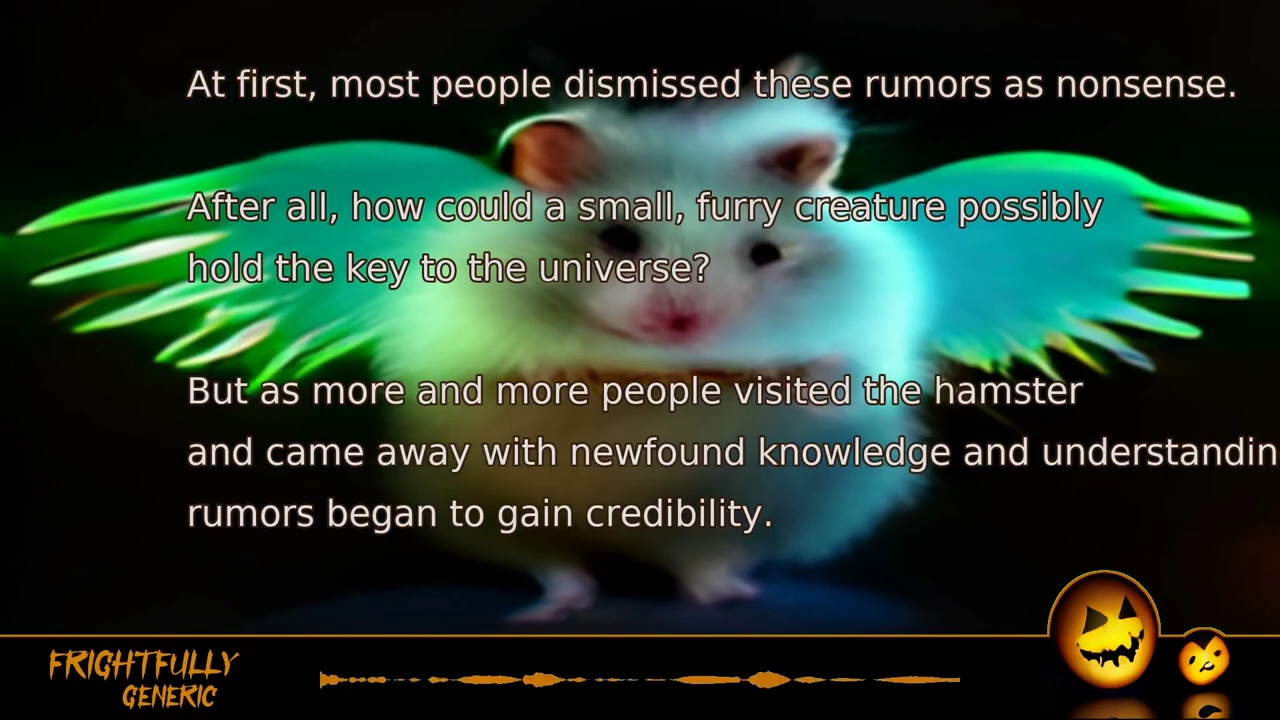 At first, most people dismissed these rumors as nonsense.
After all, how could a small, furry creature possibly
hold the key to the universe?
But as more and more people visited the hamster
and came away with newfound knowledge and understandin
rumors began to gain credibility.
FRIGHTFULLY
GENERIC